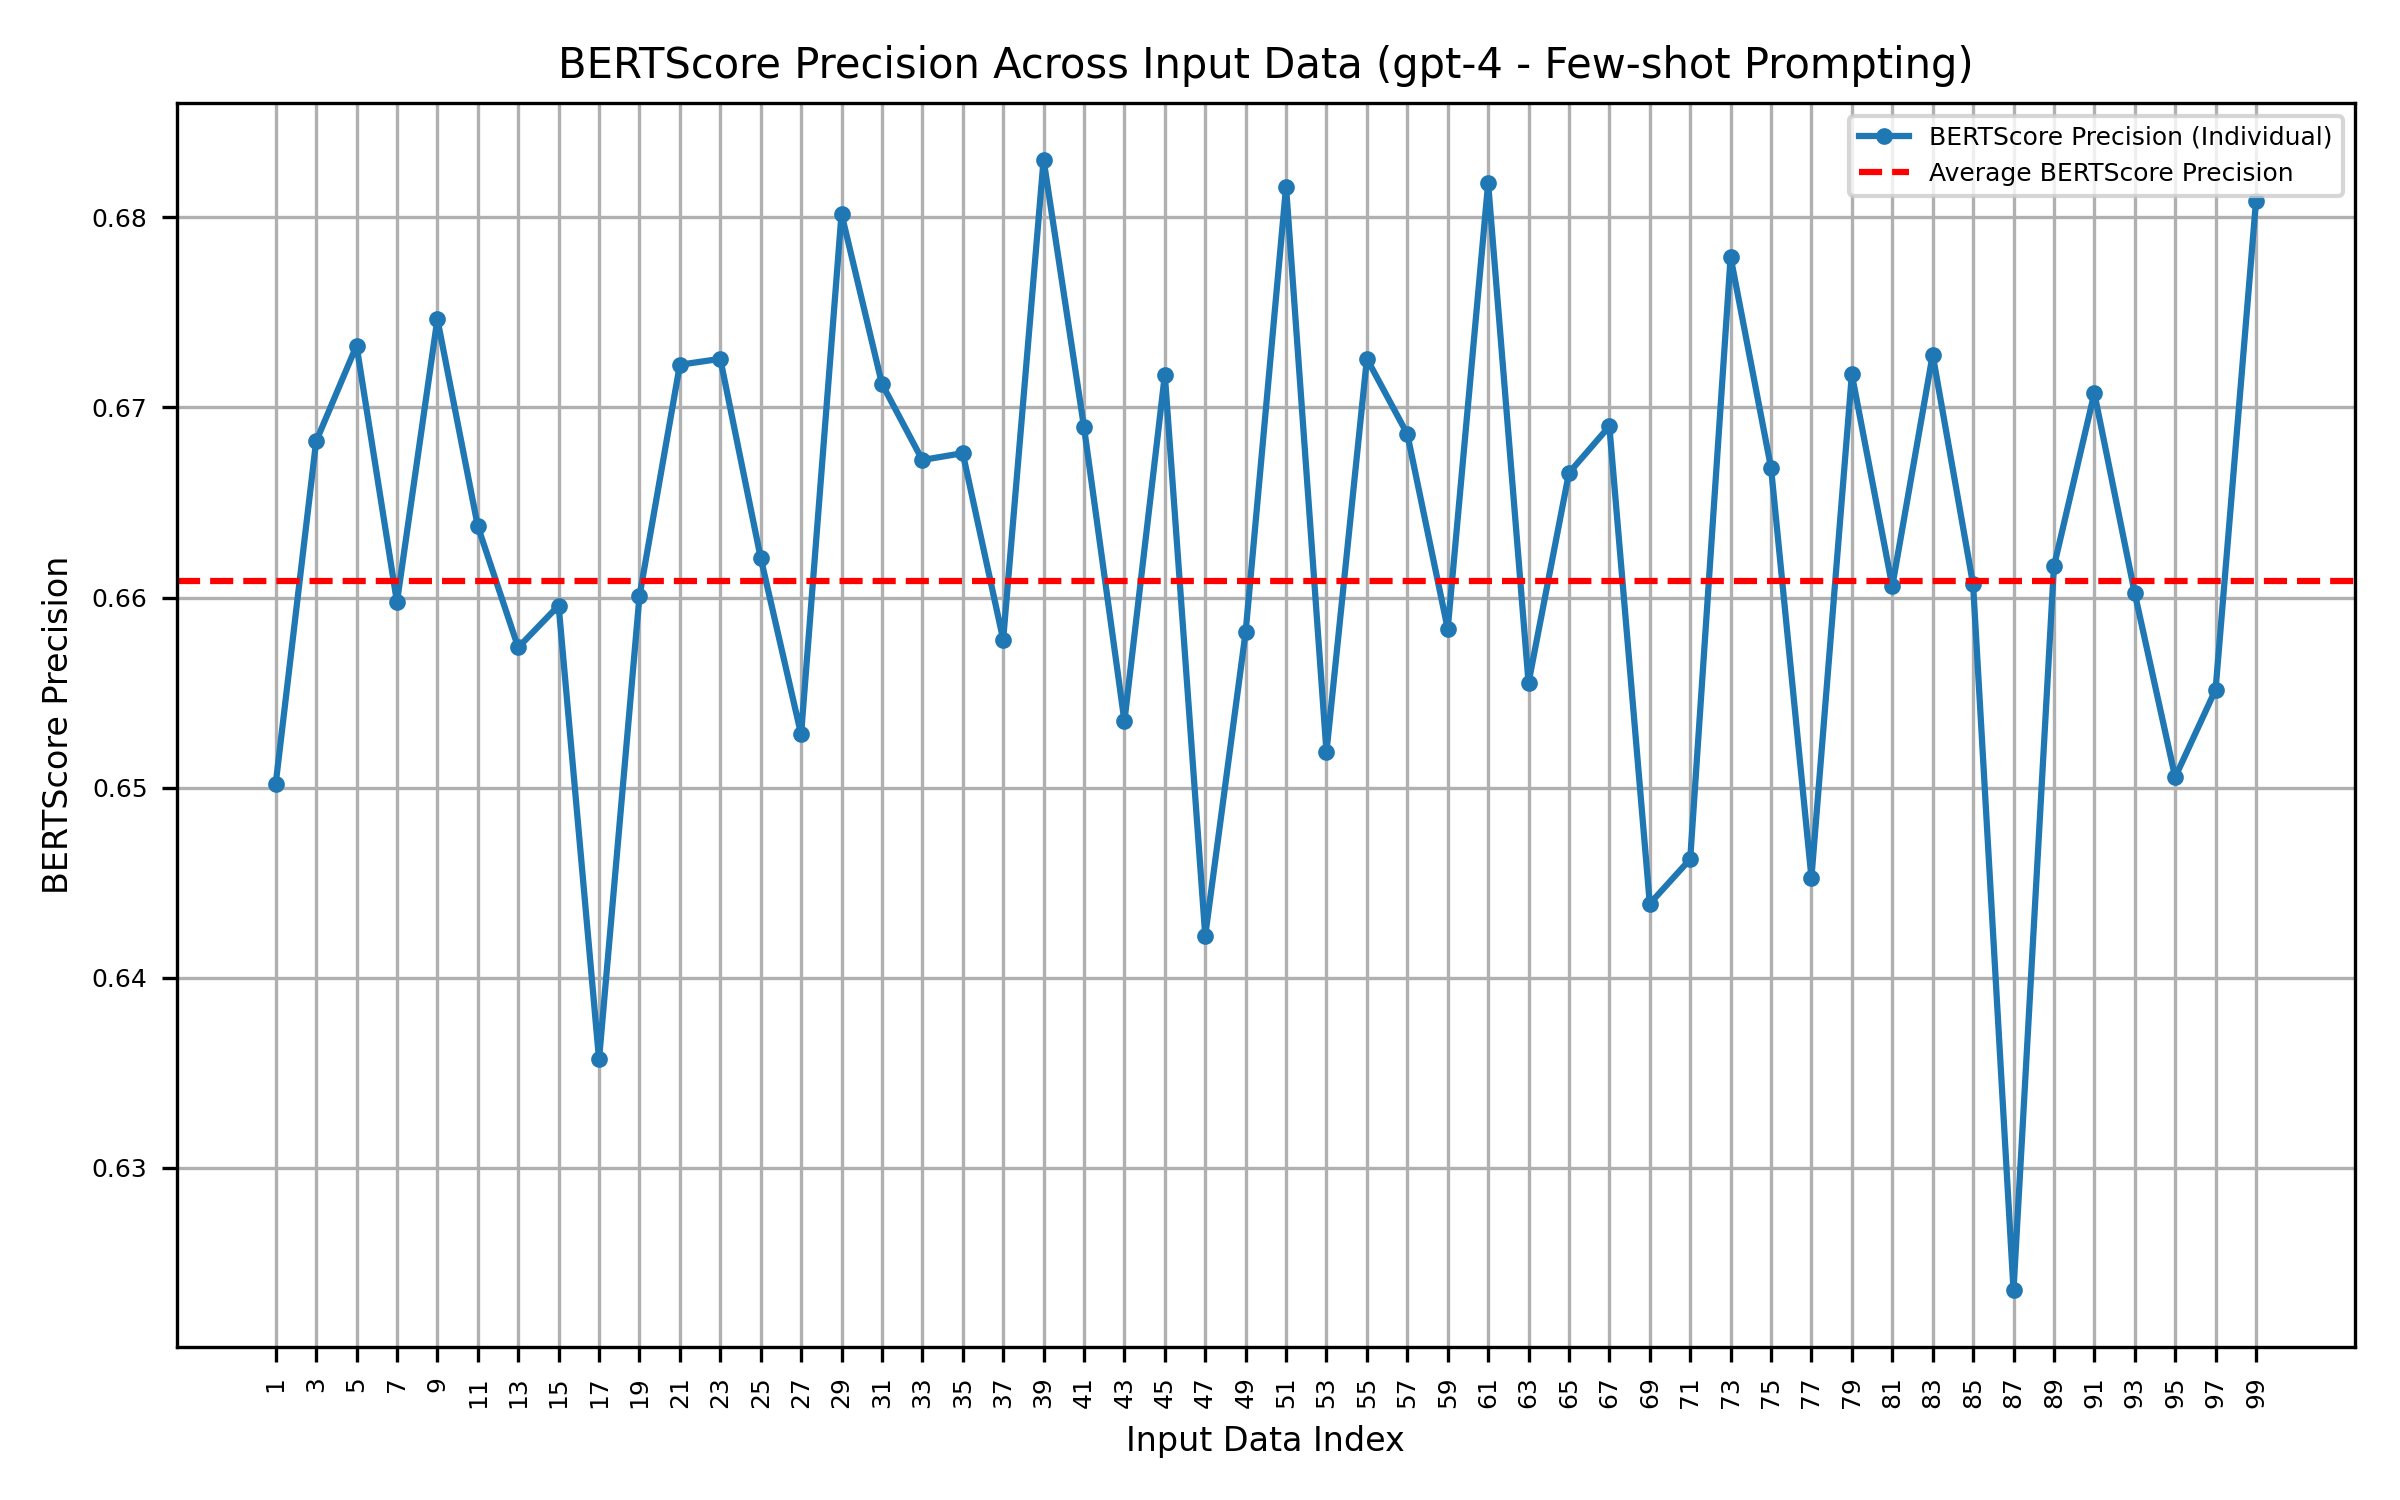 BERTScore Precision Across Input Data (gpt-4 - Few-shot Prompting)
BERTScore Precision (Individual)
Average BERTScore Precision
BERTScore Precision
0.68
0.67
0.66
0.65
0.64
0.63
1 3 5 7 9 11 13 15 17 19 21 23 25 27 29 31 33 35 37 39 41 43 45 47 49 51 53 55 57 59 61 63 65 67 69 71 73 75 77 79 81 83 85 87 89 91 93 95 97 99
Input Data Index